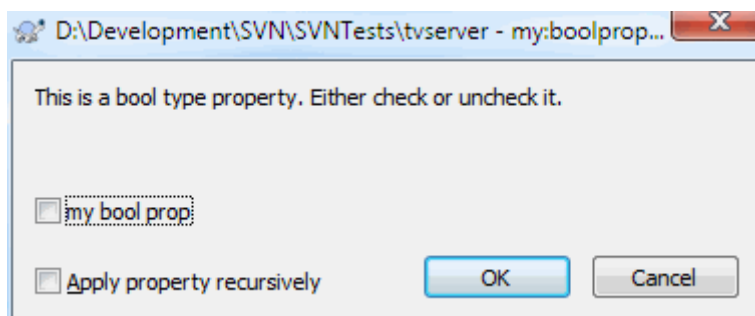 D:\Development\SVN\SVNTests\tvserver - my:boolprop...
This is a bool type property. Either check or uncheck it.
my bool prop
Apply property recursively
OK
Cancel